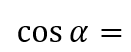 cos α =